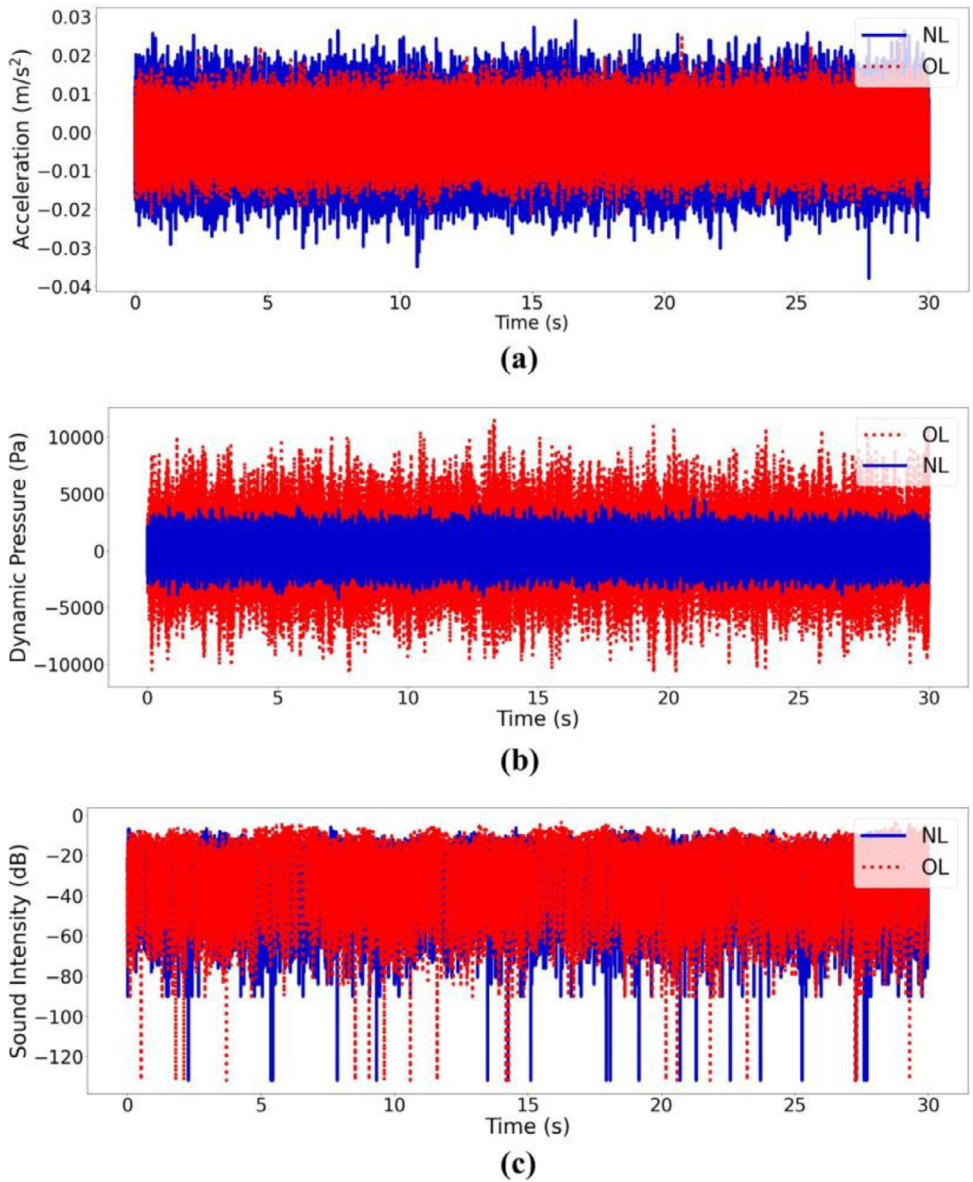 Acceleration (m/s²)
0.03
0.02
0.01
0.00
−0.01
−0.02
−0.03
−0.04
NL
OL
0 5 10 15 20 25 30
Time (s)
(a)
Dynamic Pressure (Pa)
10000
5000
0
−5000
−10000
OL
NL
0 5 10 15 20 25 30
Time (s)
(b)
Sound Intensity (dB)
0
−20
−40
−60
−80
−100
−120
NL
OL
0 5 10 15 20 25 30
Time (s)
(c)